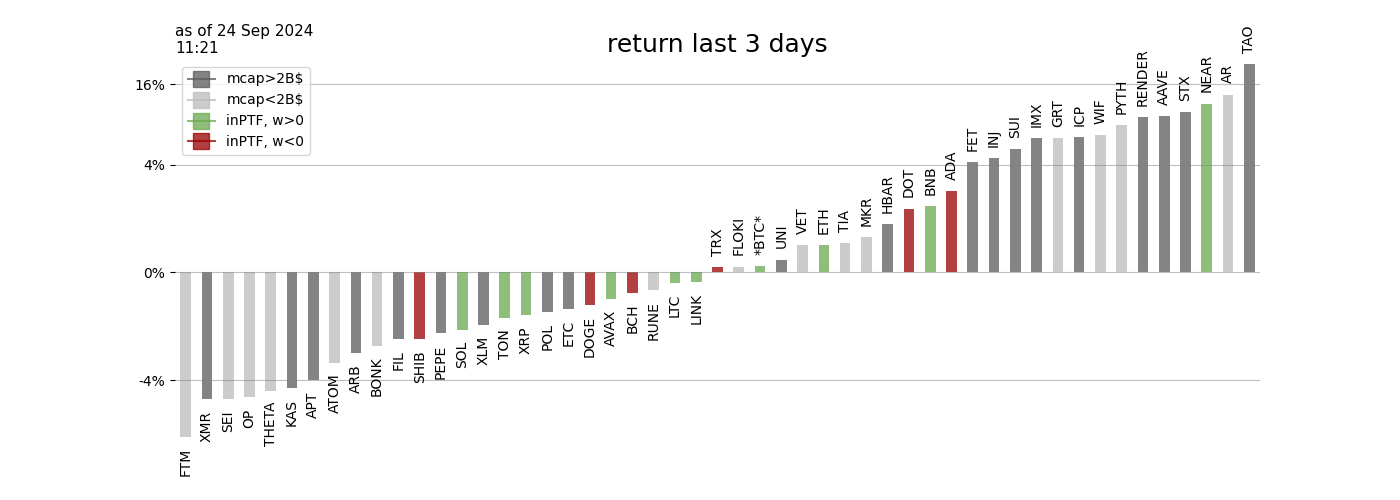 as of 24 Sep 2024
11:21
return last 3 days
mcap>2B$
mcap<2B$
inPTF, w>0
inPTF, w<0
16%
4%
0%
-4%
FTM
XMR
SEI
OP
THETA
KAS
APT
ATOM
ARB
BONK
FIL
SHIB
PEPE
SOL
XLM
TON
XRP
POL
ETC
DOGE
AVAX
BCH
RUNE
LTC
LINK
TRX
FLOKI
*BTC*
UNI
VET
ETH
TIA
MKR
HBAR
DOT
BNB
ADA
FET
INJ
SUI
IMX
GRT
ICP
WIF
PYTH
RENDER
AAVE
STX
NEAR
AR
TAO